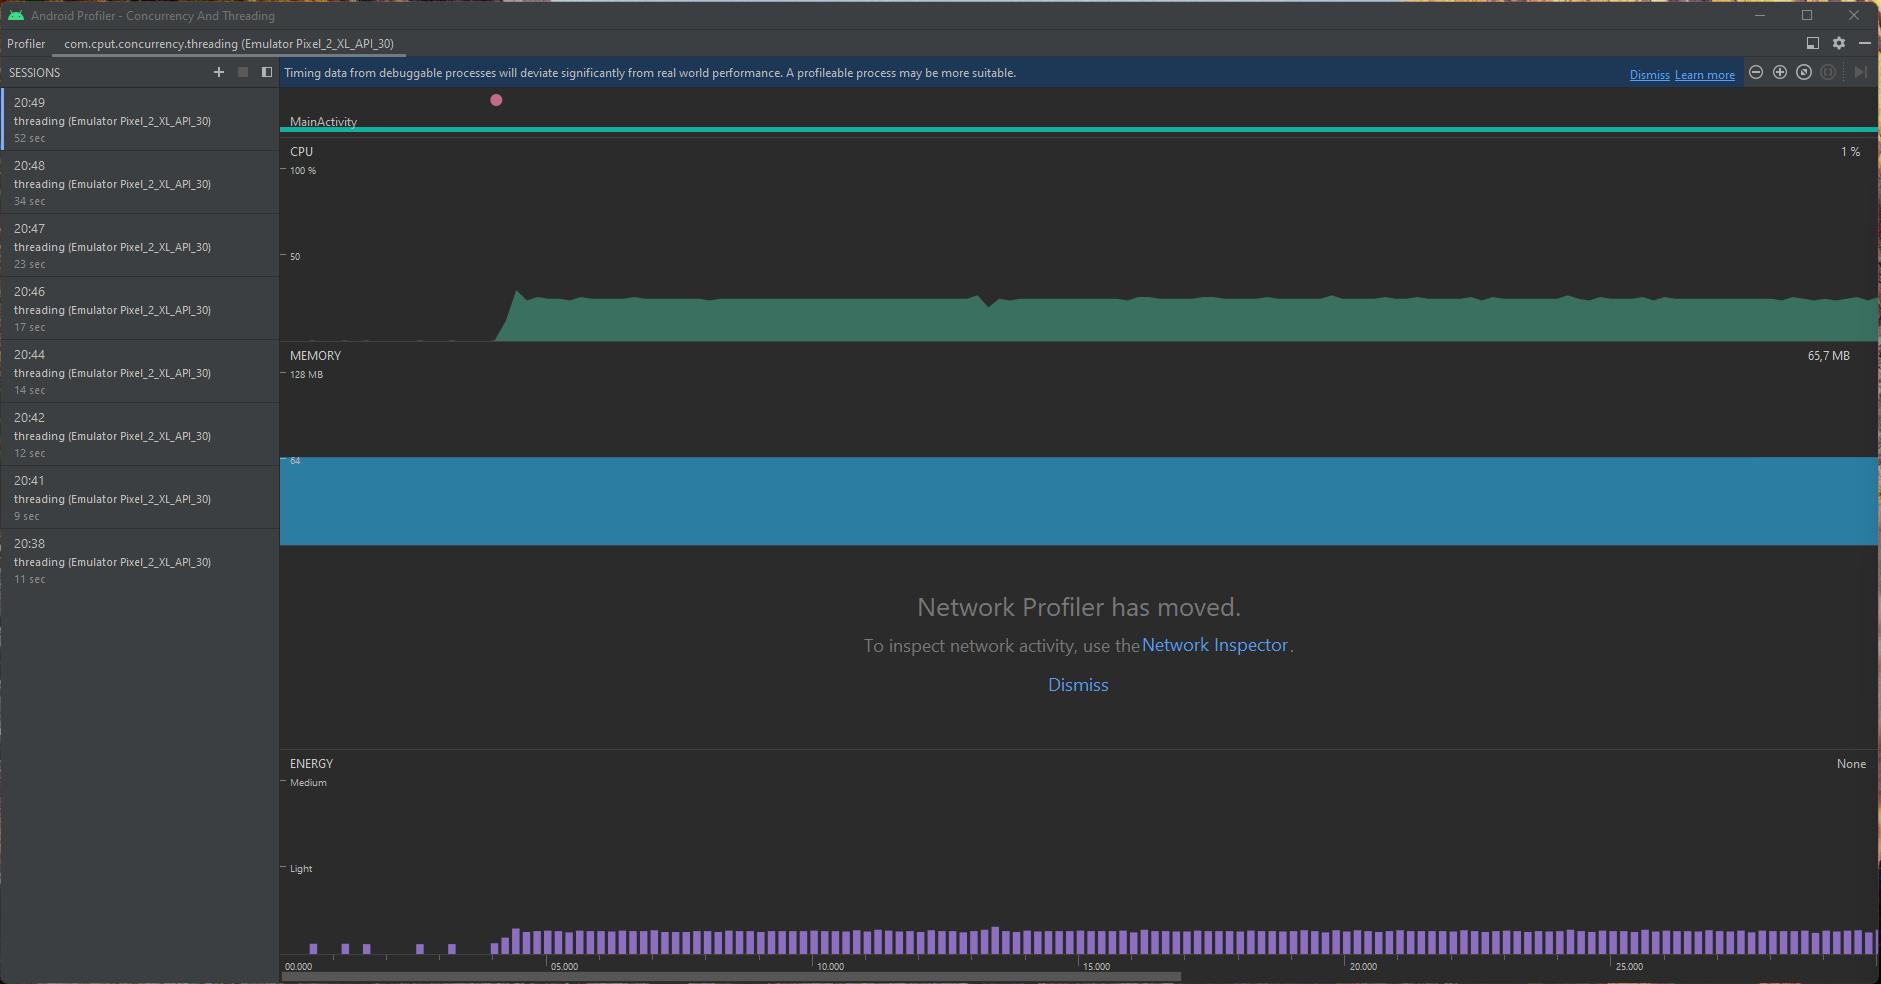 Android Profiler - Concurrency And Threading
Profiler
com.cput.concurrency.threading (Emulator Pixel_2_XL_API_30)
SESSIONS
Timing data from debuggable processes will deviate significantly from real world performance. A profileable process may be more suitable.
Dismiss Learn more
20:49
threading (Emulator Pixel_2_XL_API_30)
52 sec
20:48
threading (Emulator Pixel_2_XL_API_30)
34 sec
20:47
threading (Emulator Pixel_2_XL_API_30)
23 sec
20:46
threading (Emulator Pixel_2_XL_API_30)
17 sec
20:44
threading (Emulator Pixel_2_XL_API_30)
14 sec
20:42
threading (Emulator Pixel_2_XL_API_30)
12 sec
20:41
threading (Emulator Pixel_2_XL_API_30)
9 sec
20:38
threading (Emulator Pixel_2_XL_API_30)
11 sec
MainActivity
CPU
1 %
100 %
50
MEMORY
65,7 MB
128 MB
64
Network Profiler has moved.
To inspect network activity, use the Network Inspector.
Dismiss
ENERGY
None
Medium
Light
00.000
05.000
10.000
15.000
20.000
25.000